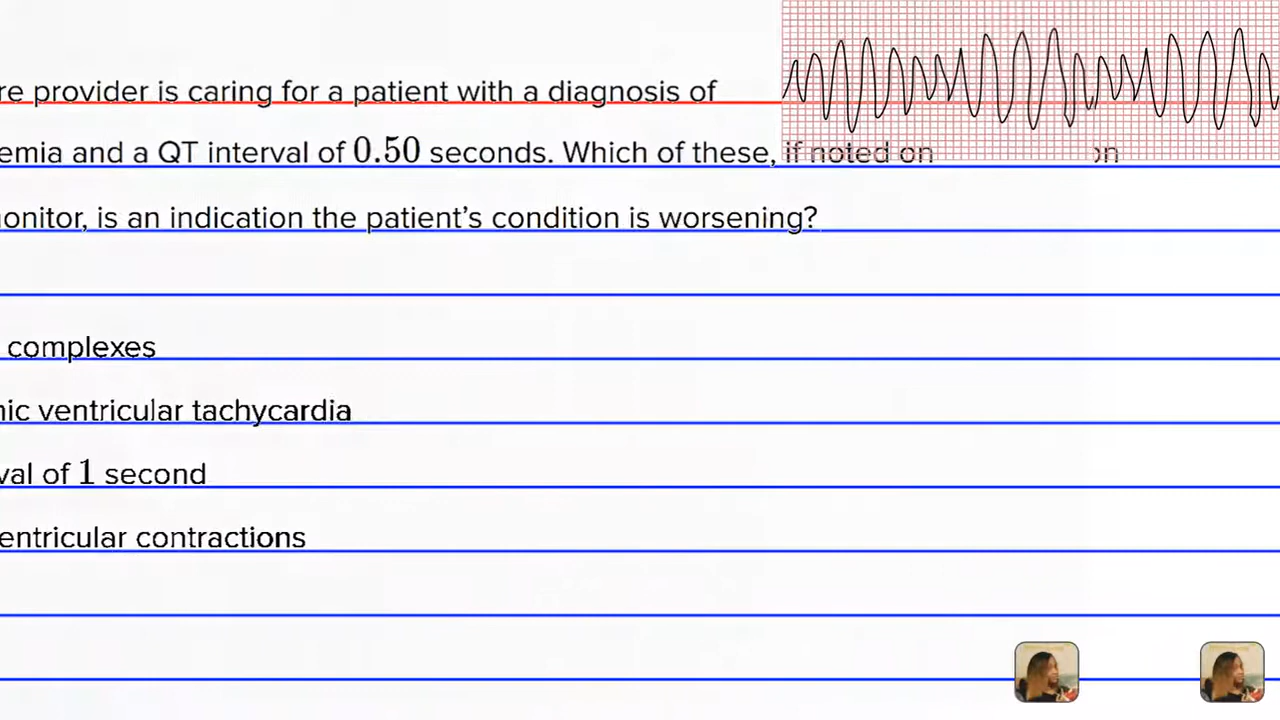 re provider is caring for a patient with a diagnosis of
emia and a QT interval of 0.50 seconds. Which of these, if noted on on
onitor, is an indication the patient's condition is worsening?
complexes
nic ventricular tachycardia
val of 1 second
entricular contractions